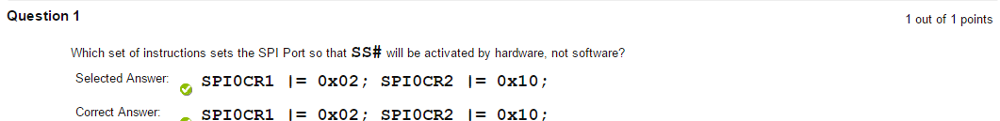 Question 1
1 out of 1 points
Which set of instructions sets the SPI Port so that SS# will be activated by hardware, not software?
Selected Answer: SPI0CR1 |= 0x02; SPI0CR2 |= 0x10;
Correct Answer: SPI0CR1 |= 0x02; SPI0CR2 |= 0x10;